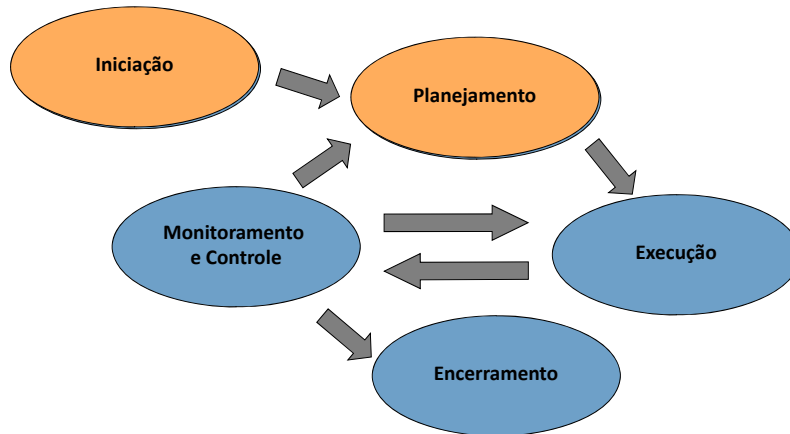 Iniciação
Planejamento
Monitoramento
e Controle
Execução
Encerramento